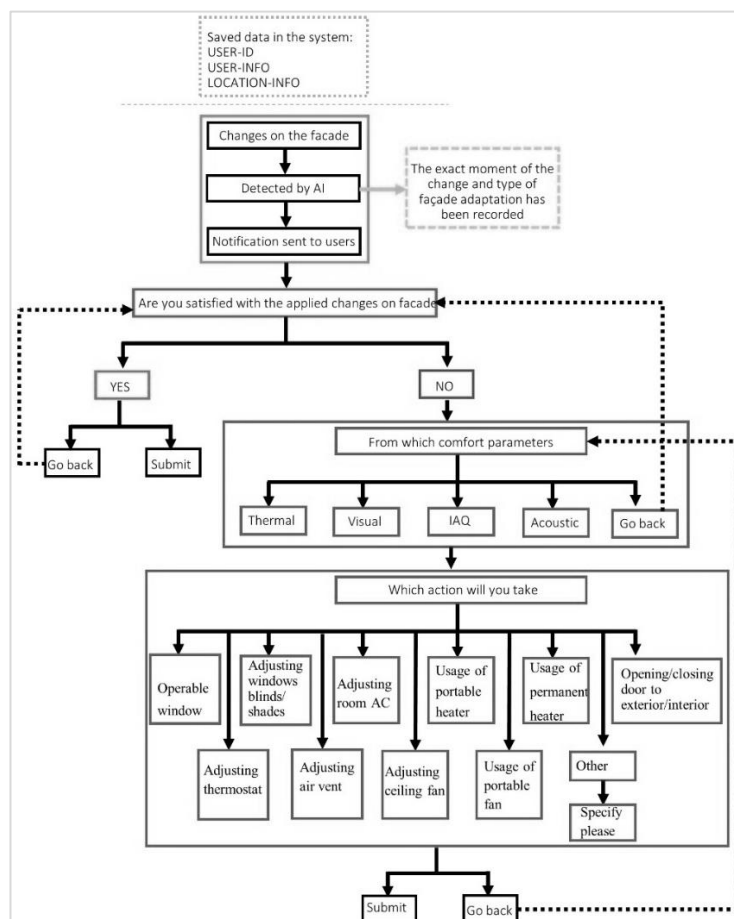 Saved data in the system:
USER-ID
USER-INFO
LOCATION-INFO
Changes on the facade
Detected by AI
The exact moment of the
change and type of
façade adaptation has
been recorded
Notification sent to users
Are you satisfied with the applied changes on facade
YES
NO
Go back
Submit
From which comfort parameters
Thermal
Visual
IAQ
Acoustic
Go back
Which action will you take
Operable
window
Adjusting
windows
blinds/
shades
Adjusting
room AC
Usage of
portable
heater
Usage of
permanent
heater
Opening/closing
door to
exterior/interior
Adjusting
thermostat
Adjusting
air vent
Adjusting
ceiling fan
Usage of
portable
fan
Other
Specify
please
Submit
Go back